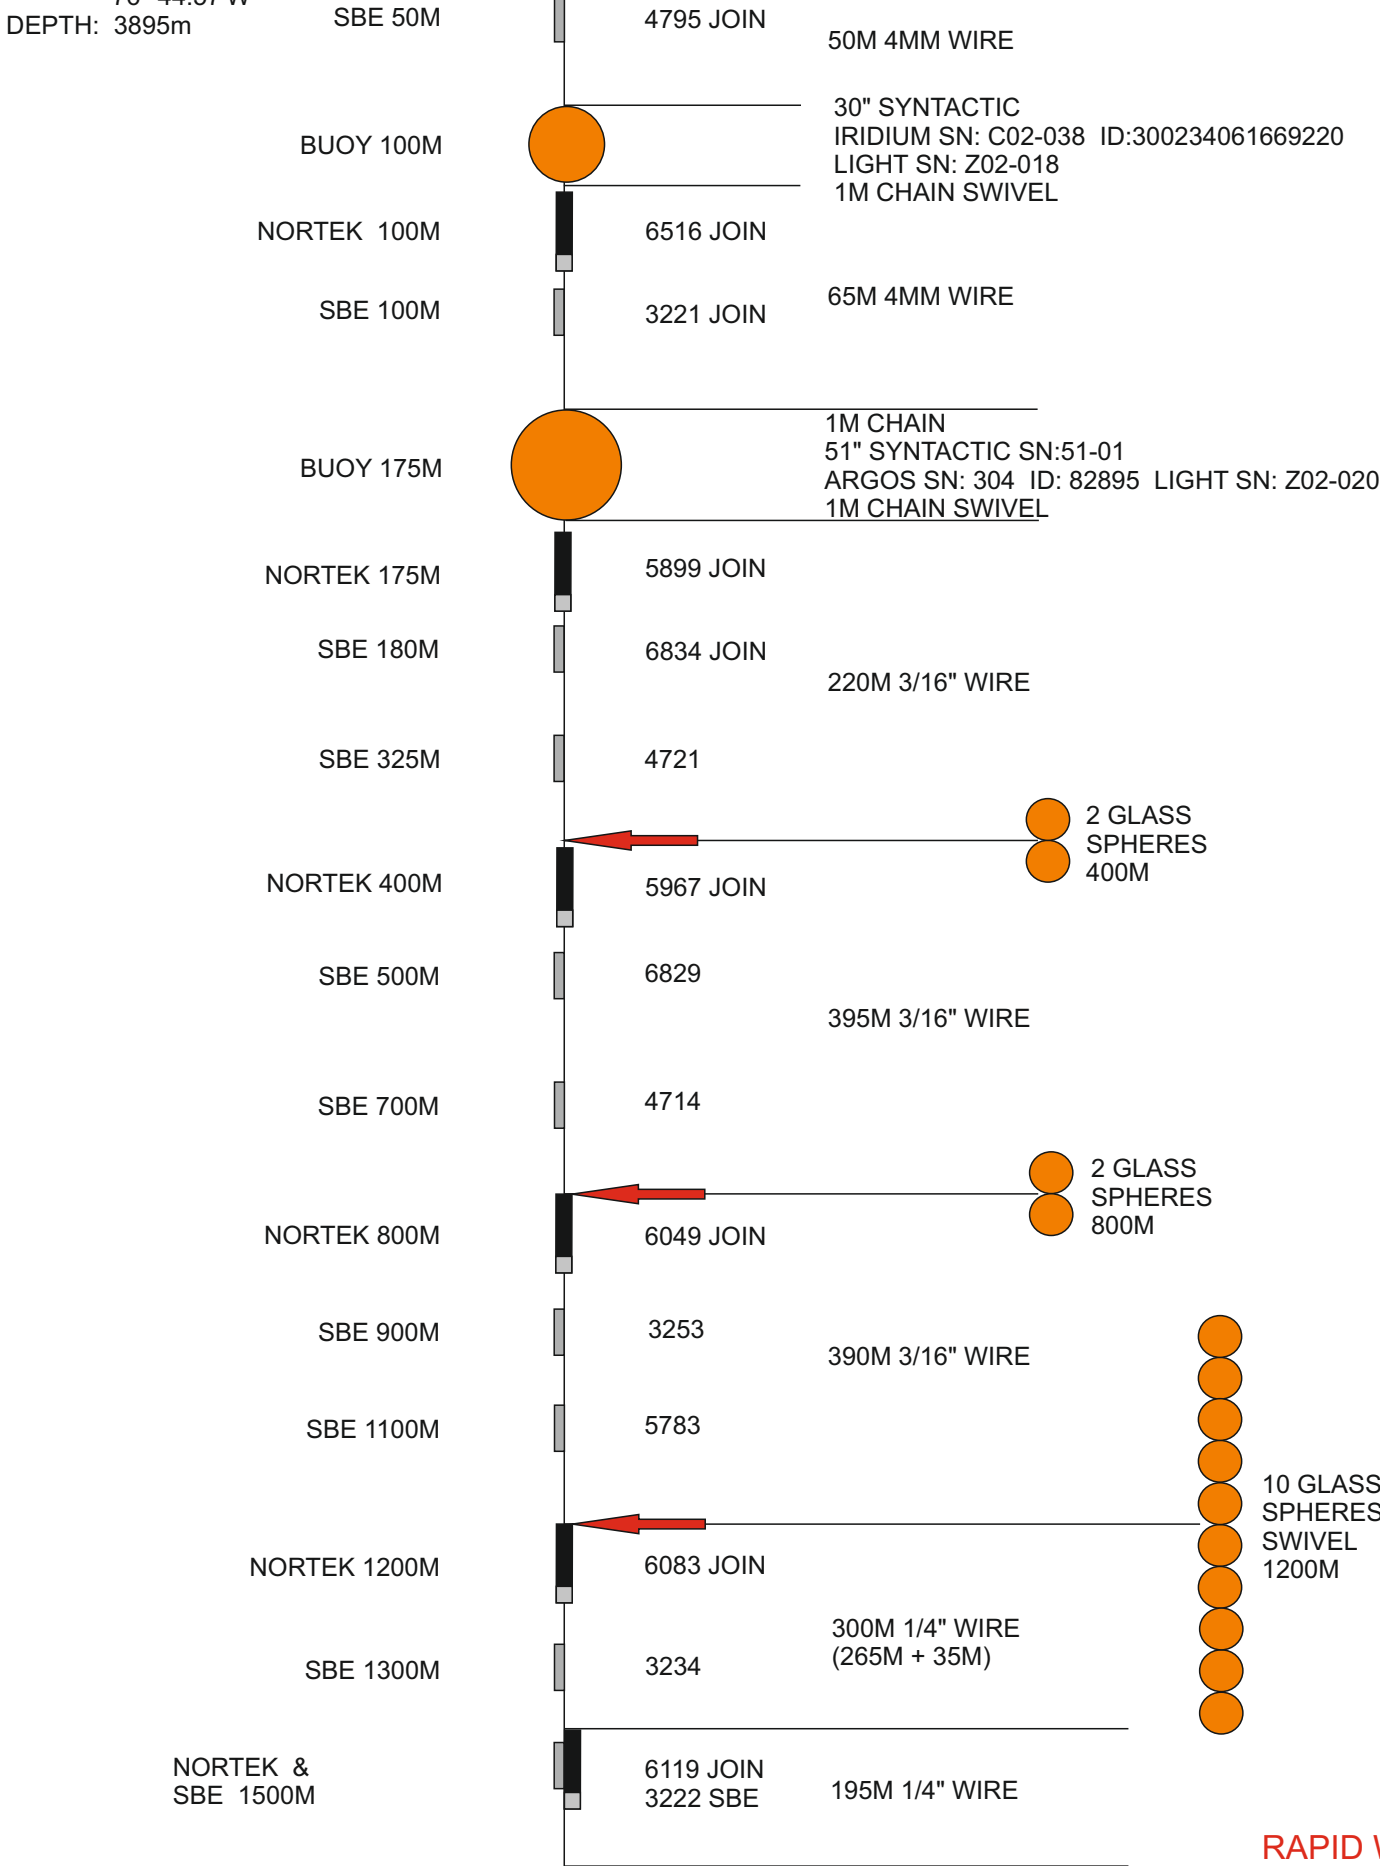 DEPTH: 3895m
SBE 50M
4795 JOIN
50M 4MM WIRE
BUOY 100M
30" SYNTACTIC
IRIDIUM SN: C02-038 ID:300234061669220
LIGHT SN: Z02-018
1M CHAIN SWIVEL
NORTEK 100M
6516 JOIN
SBE 100M
3221 JOIN
65M 4MM WIRE
BUOY 175M
1M CHAIN
51" SYNTACTIC SN:51-01
ARGOS SN: 304 ID: 82895 LIGHT SN: Z02-020
1M CHAIN SWIVEL
NORTEK 175M
5899 JOIN
SBE 180M
6834 JOIN
220M 3/16" WIRE
SBE 325M
4721
2 GLASS
SPHERES
400M
NORTEK 400M
5967 JOIN
SBE 500M
6829
395M 3/16" WIRE
SBE 700M
4714
2 GLASS
SPHERES
800M
NORTEK 800M
6049 JOIN
SBE 900M
3253
390M 3/16" WIRE
SBE 1100M
5783
10 GLASS
SPHERES
SWIVEL
1200M
NORTEK 1200M
6083 JOIN
300M 1/4" WIRE
(265M + 35M)
SBE 1300M
3234
NORTEK &
SBE 1500M
6119 JOIN
3222 SBE
195M 1/4" WIRE
RAPID